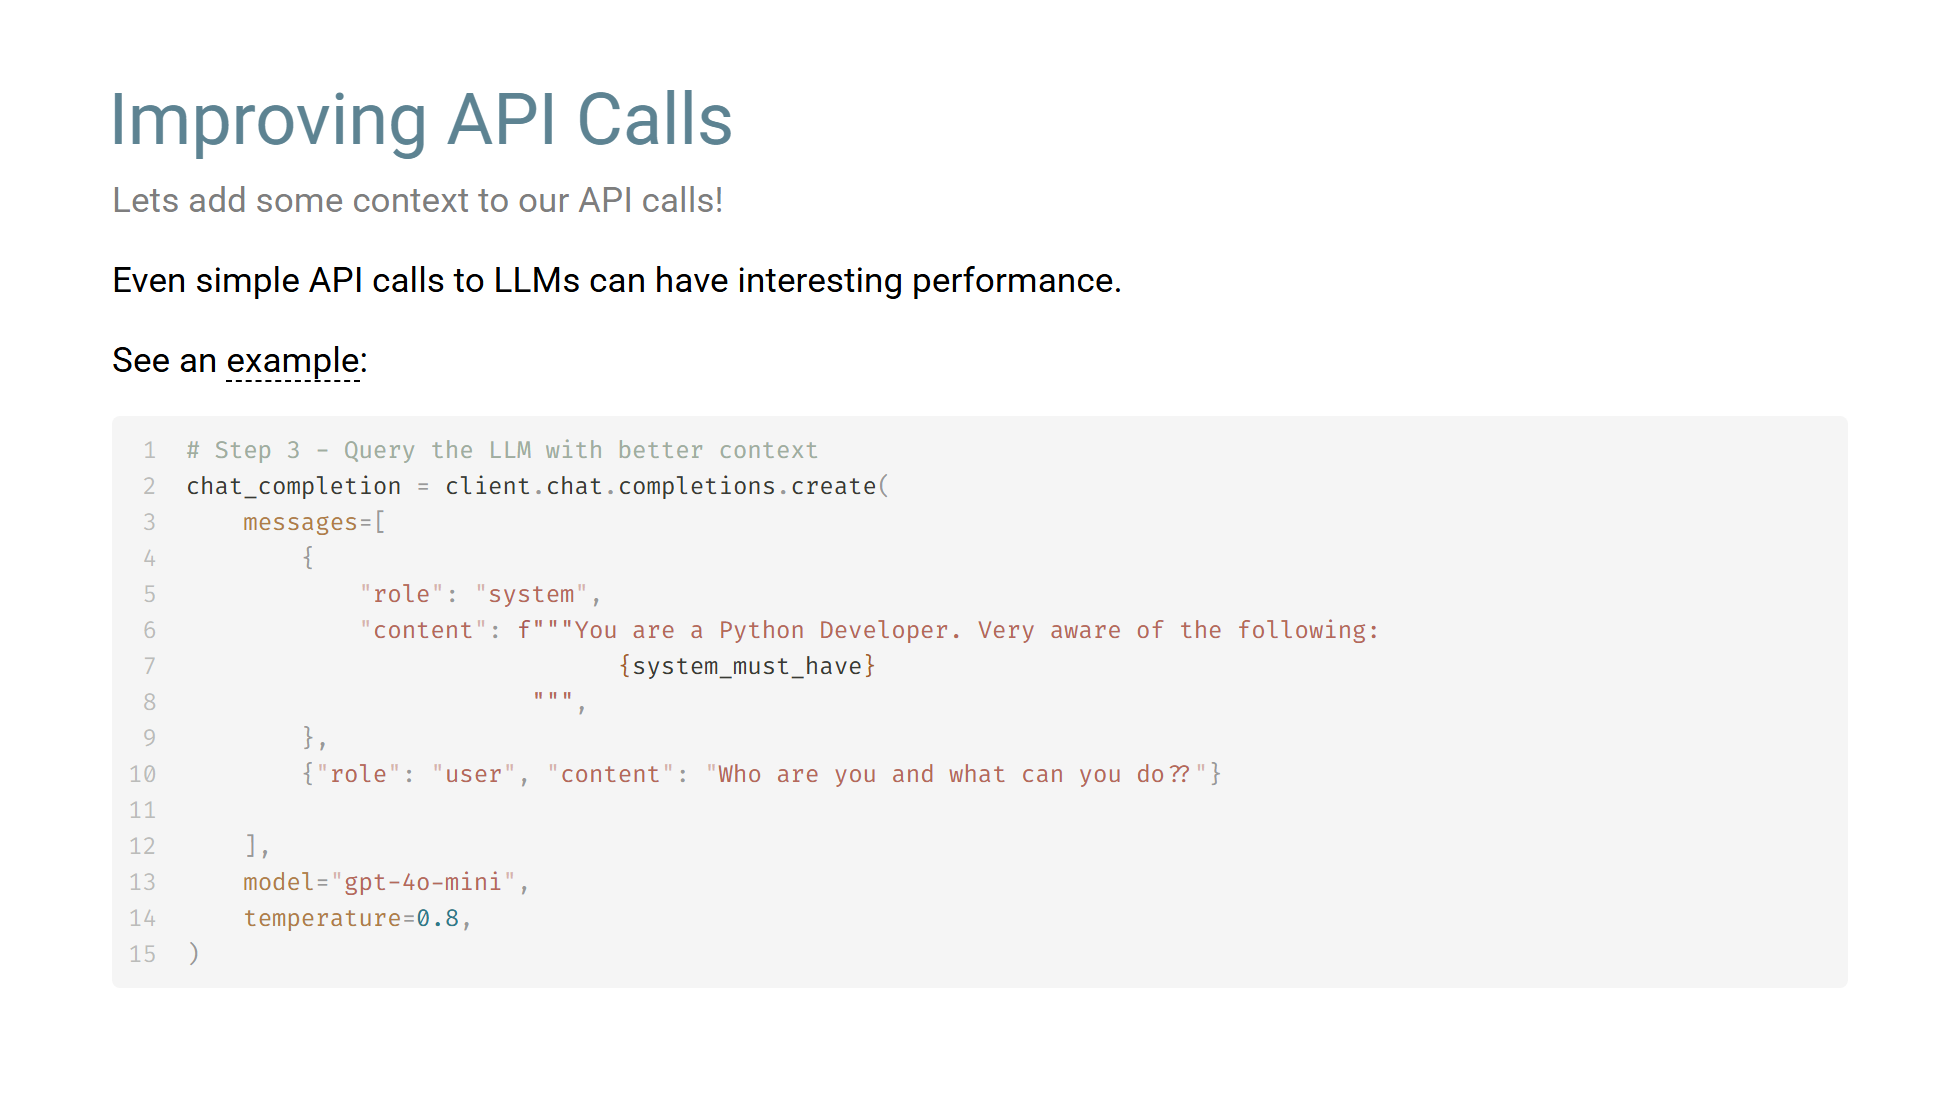 Improving API Calls
Lets add some context to our API calls!
Even simple API calls to LLMs can have interesting performance.
See an example:
1 # Step 3 - Query the LLM with better context
2 chat_completion = client.chat.completions.create(
3     messages=[
4         {
5             "role": "system",
6             "content": f"""You are a Python Developer. Very aware of the following:
7                               {system_must_have}
8                         """,
9         },
10         {"role": "user", "content": "Who are you and what can you do??"}
11
12     ],
13     model="gpt-4o-mini",
14     temperature=0.8,
15 )